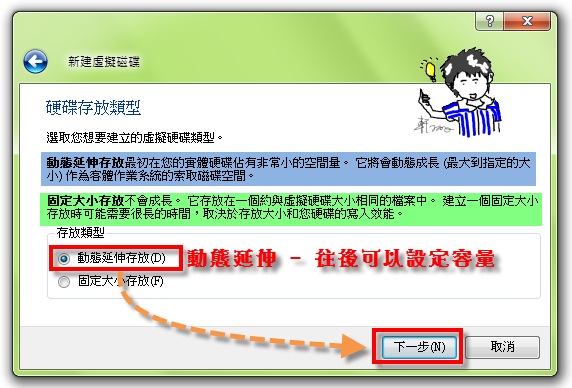 新建虛擬磁碟
硬碟存放類型
選取您想要建立的虛擬硬碟類型。
動態延伸存放最初在您的實體硬碟佔有非常小的空間量。 它將會動態成長 (最大到指定的大
小) 作為客體作業系統的索取磁碟空間。
固定大小存放不會成長。 它存放在一個約與虛擬硬碟大小相同的檔案中。 建立一個固定大小
存放時可能需要很長的時間，取決於存放大小和您硬碟的寫入效能。
存放類型
動態延伸存放(D)
動態延伸 - 往後可以設定容量
固定大小存放(F)
下一步(N)
取消